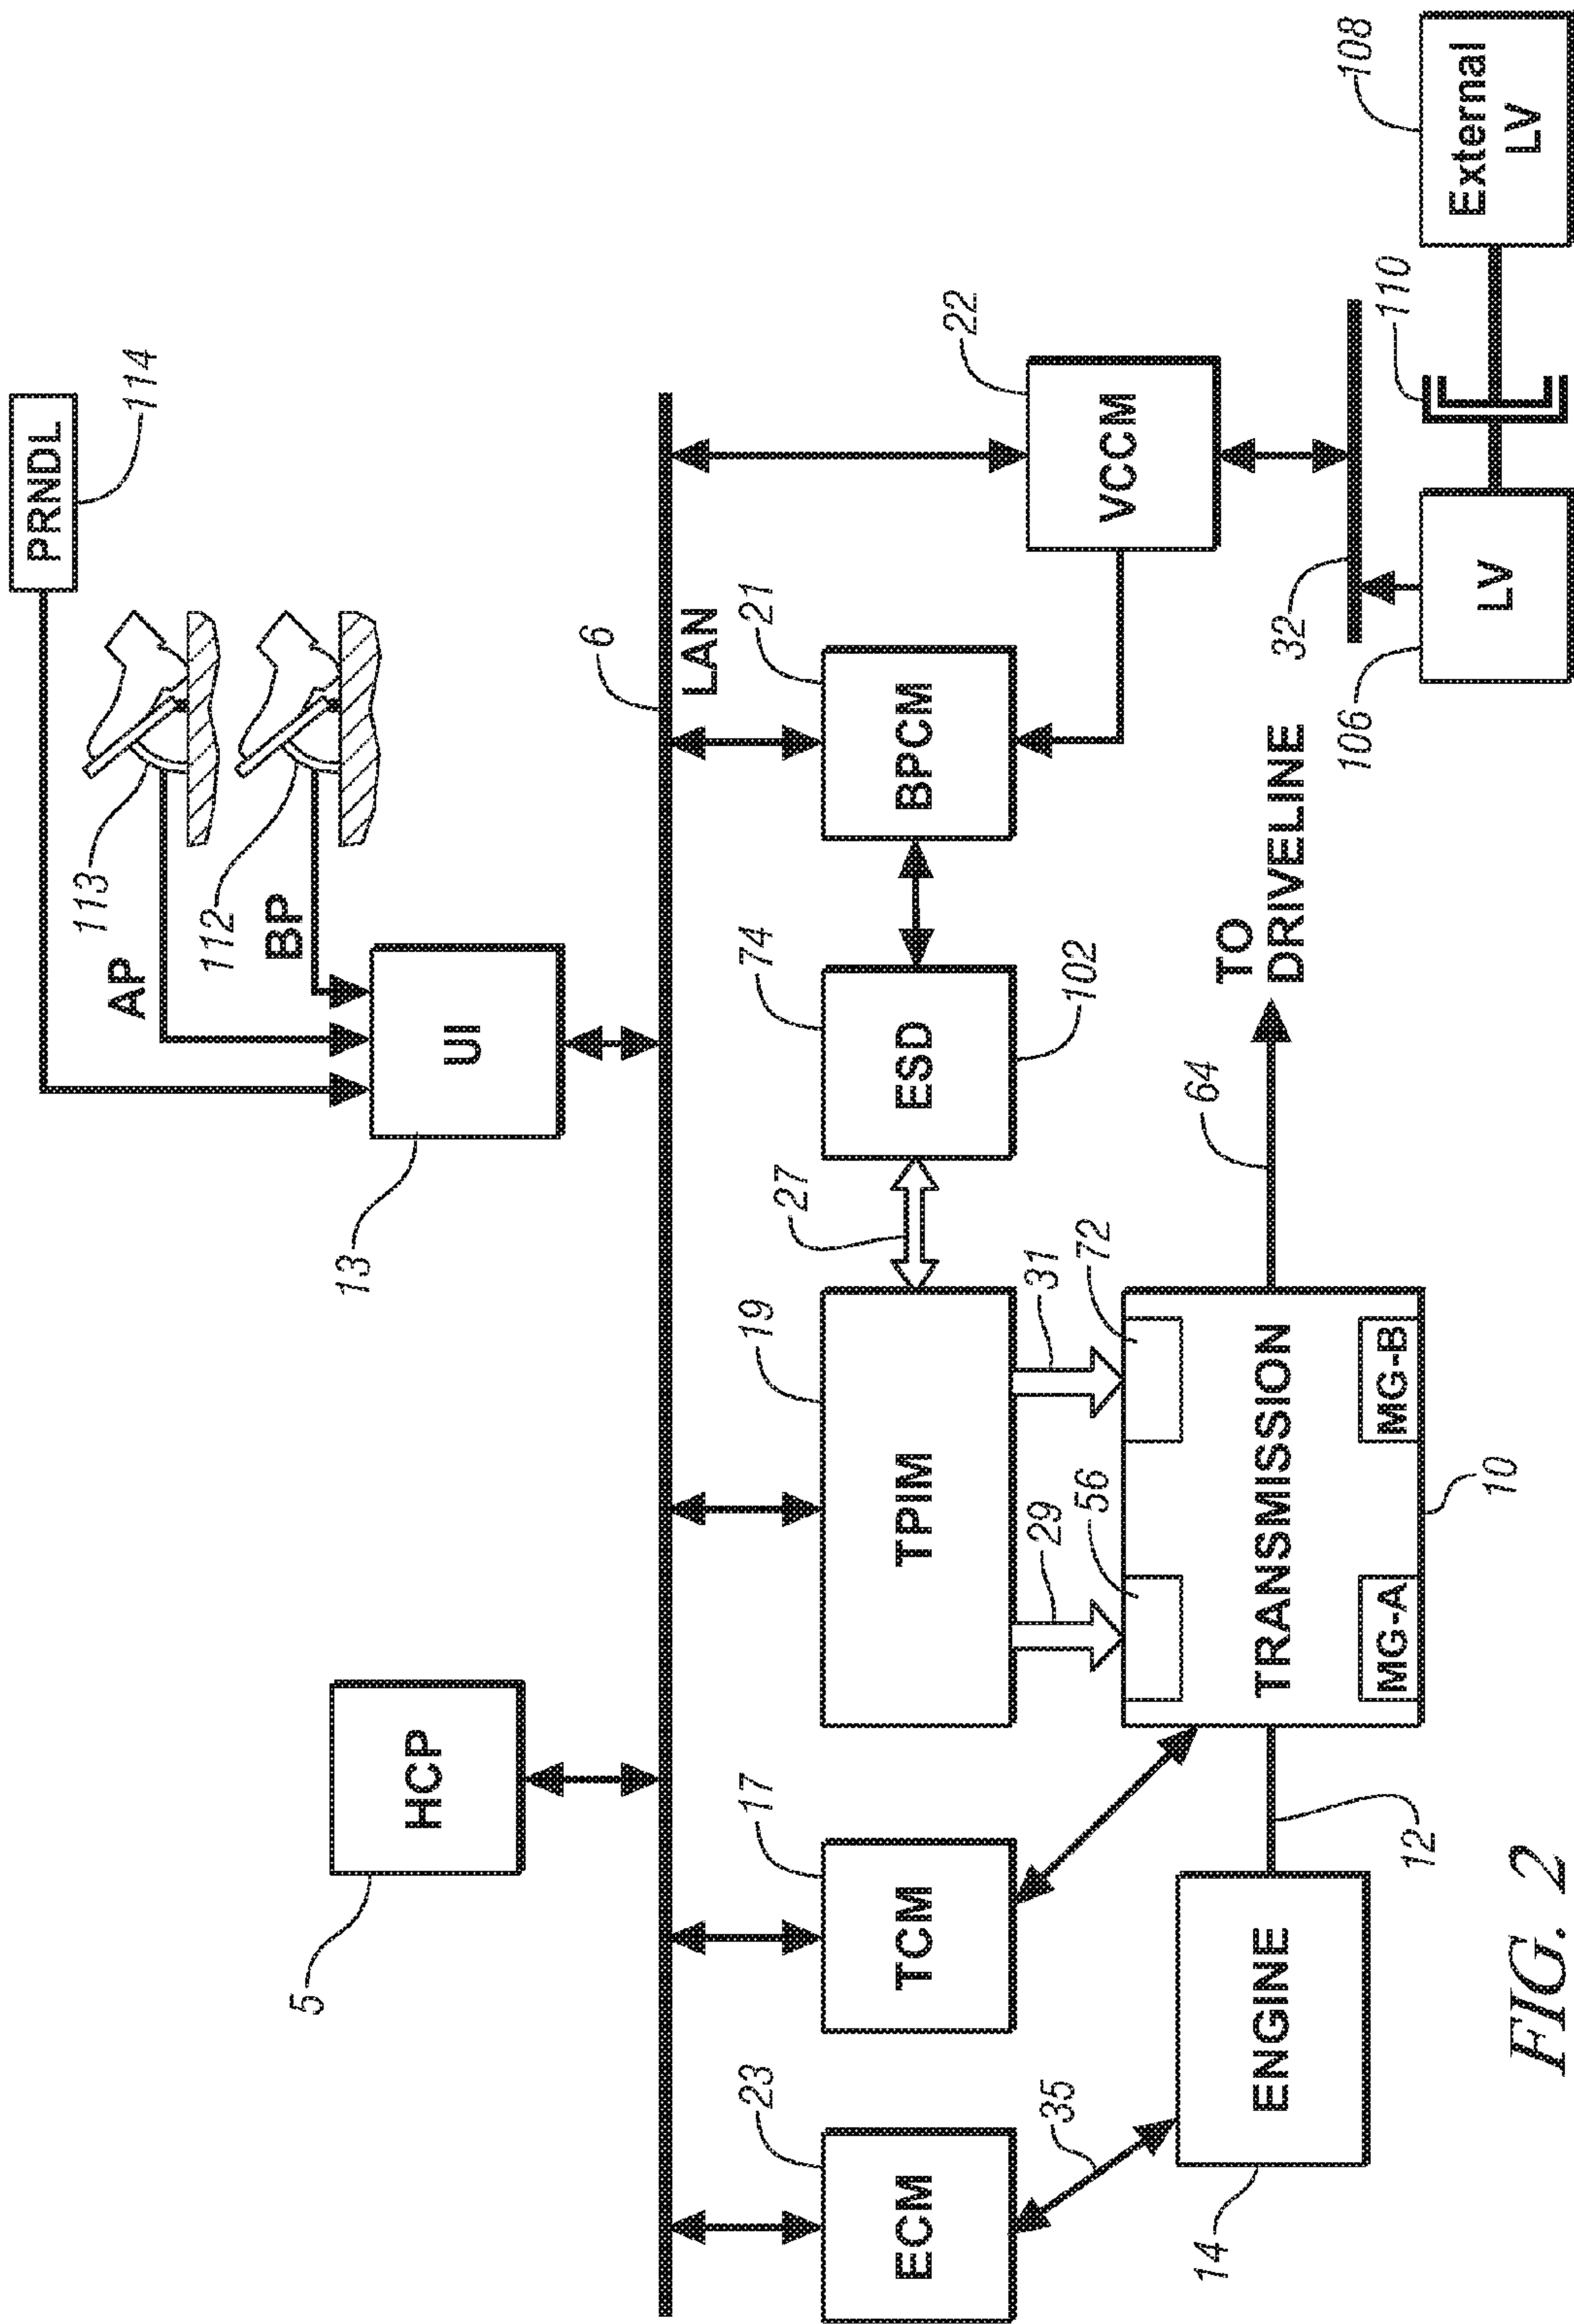 PRNDL
114
113
AP
112
BP
UI
13
HCP
5
6
LAN
ECM
23
TCM
17
TPIM
19
27
ESD
74
102
BPCM
21
VCCM
22
35
29
31
56
72
TRANSMISSION
MG-A
MG-B
10
ENGINE
14
12
64
TO
DRIVELINE
32
LV
106
110
External
LV
108
FIG. 2